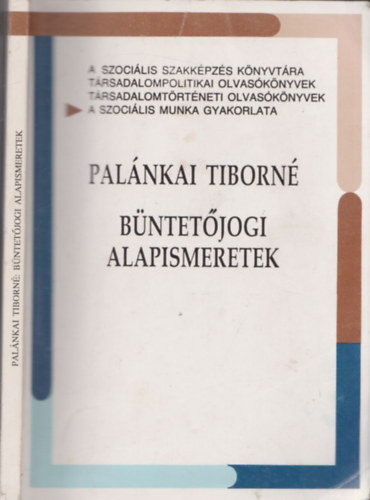 PALÁNKAI TIBORNÉ: BÜNTETŐJOGI ALAPISMERETEK
A SZOCIÁLIS SZAKKÉPZÉS KÖNYVTÁRA
TÁRSADALOMPOLITIKAI OLVASÓKÖNYVEK
TÁRSADALOMTÖRTÉNETI OLVASÓKÖNYVEK
A SZOCIÁLIS MUNKA GYAKORLATA
PALÁNKAI TIBORNÉ
BÜNTETŐJOGI
ALAPISMERETEK